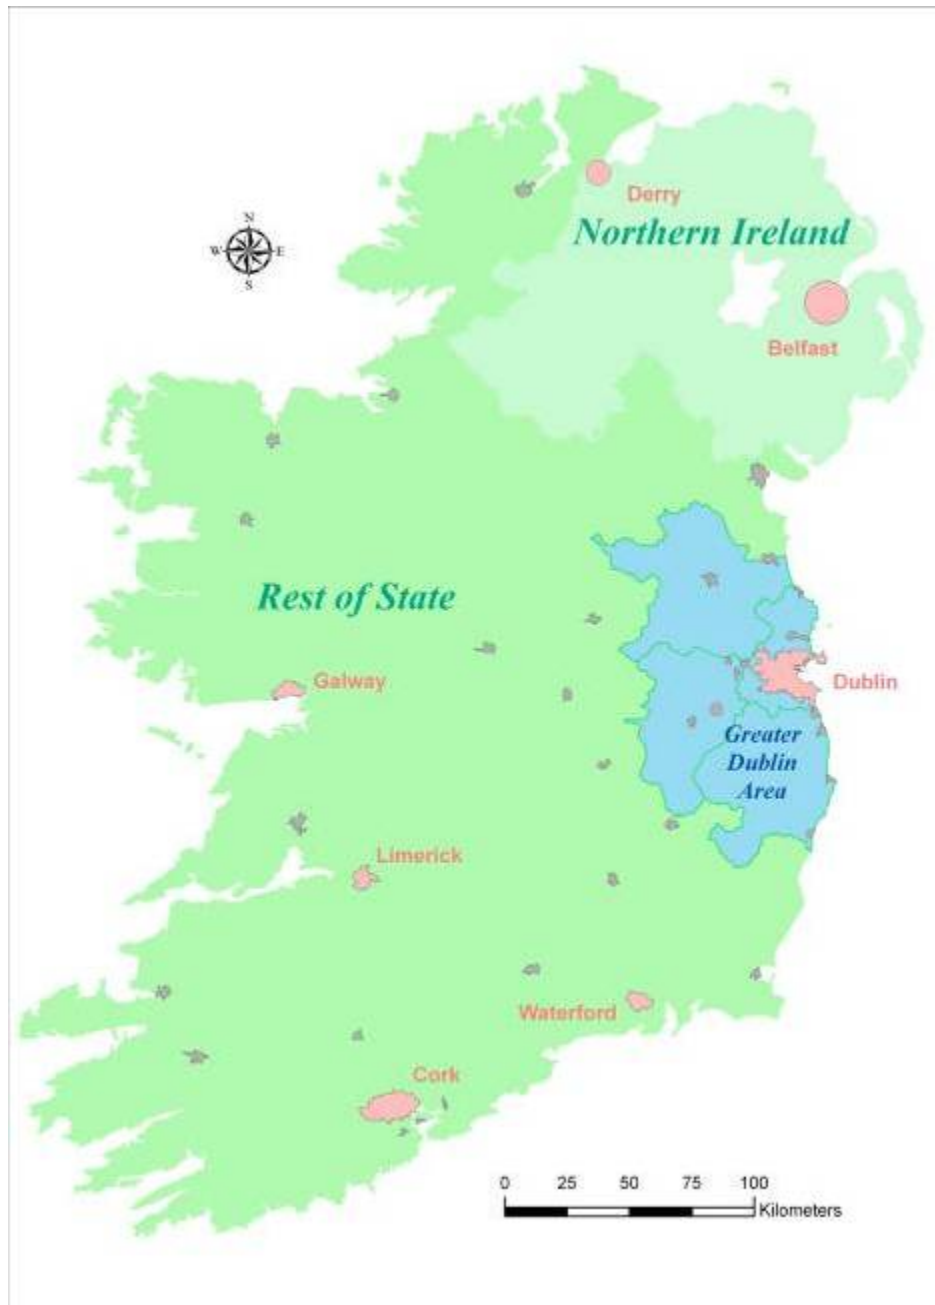 Derry
Northern Ireland
N
W
E
S
Belfast
Rest of State
Galway
Dublin
Greater
Dublin
Area
Limerick
Waterford
Cork
0 25 50 75 100
Kilometers